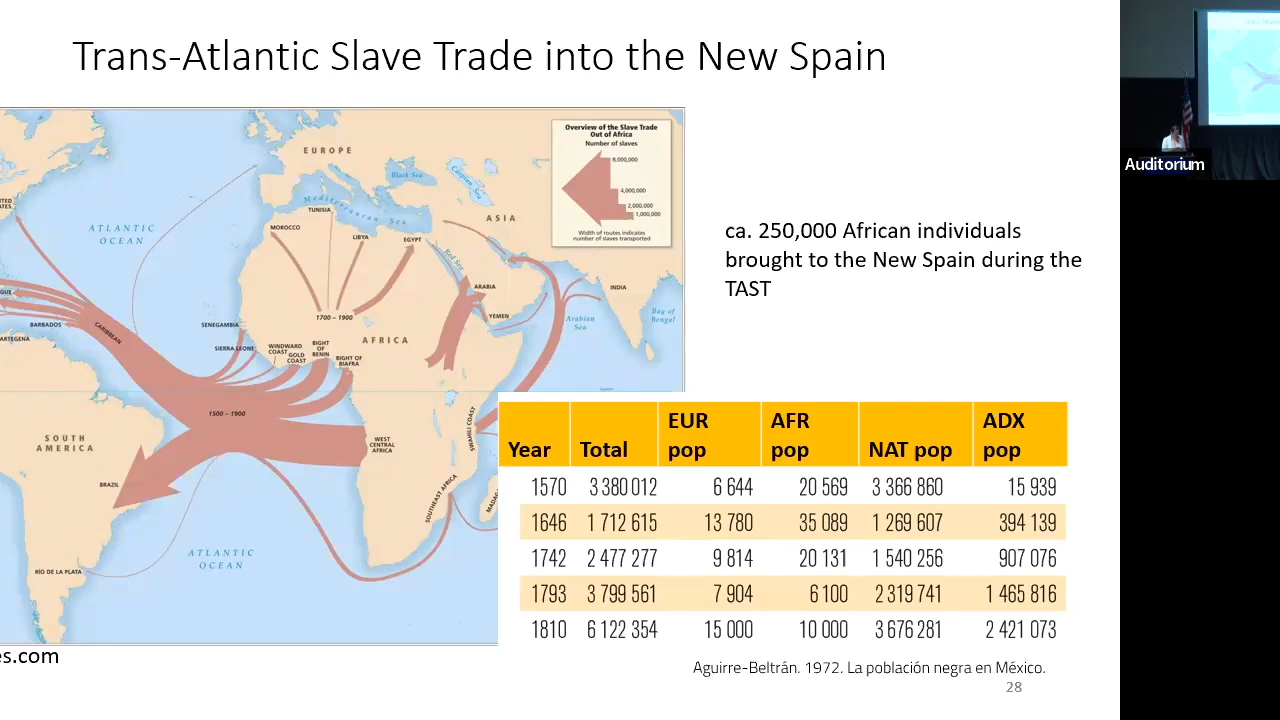 Trans-Atlantic Slave Trade into the New Spain
Overview of the Slave Trade
Out of Africa
Number of slaves
8,000,000
4,000,000
2,000,000
1,000,000
Width of routes indicates
number of slaves transported
EUROPE
Black Sea
Caspian Sea
Mediterranean Sea
ASIA
TUNISIA
MOROCCO
LIBYA
EGYPT
Red Sea
ATLANTIC
OCEAN
ARABIA
INDIA
YEMEN
Arabian
Sea
Bay of
Bengal
1700 – 1900
BARBADOS
CARIBBEAN
SENEGAMBIA
SIERRA LEONE
WINDWARD
COAST
GOLD
COAST
BIGHT
OF
BENIN
BIGHT OF
BIAFRA
AFRICA
1500 – 1900
SOUTH
AMERICA
WEST
CENTRAL
AFRICA
SWAHILI COAST
BRAZIL
SOUTHEAST AFRICA
ATLANTIC
OCEAN
RÍO DE LA PLATA
es.com
ca. 250,000 African individuals
brought to the New Spain during the
TAST
Year Total EUR pop AFR pop NAT pop ADX pop
1570 3 380 012 6 644 20 569 3 366 860 15 939
1646 1 712 615 13 780 35 089 1 269 607 394 139
1742 2 477 277 9 814 20 131 1 540 256 907 076
1793 3 799 561 7 904 6 100 2 319 741 1 465 816
1810 6 122 354 15 000 10 000 3 676 281 2 421 073
Aguirre-Beltrán. 1972. La población negra en México.
28
Auditorium